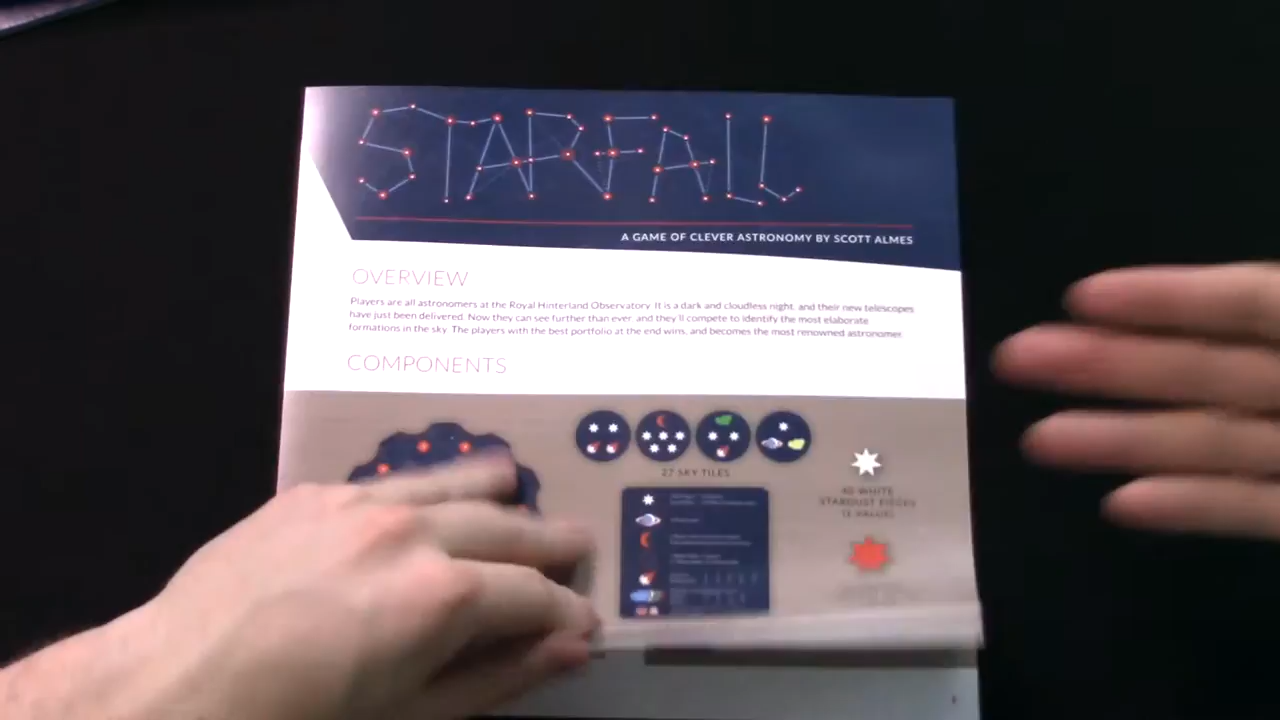 STARFALL
A GAME OF CLEVER ASTRONOMY BY SCOTT ALMES
OVERVIEW
Players are all astronomers at the Royal Hinterland Observatory. It is a dark and cloudless night, and their new telescopes
have just been delivered. Now they can see further than ever, and they'll compete to identify the most elaborate
formations in the sky. The players with the best portfolio at the end wins, and becomes the most renowned astronomer.
COMPONENTS
27 SKY TILES
40 WHITE
STARDUST PIECES
(1 VALUE)